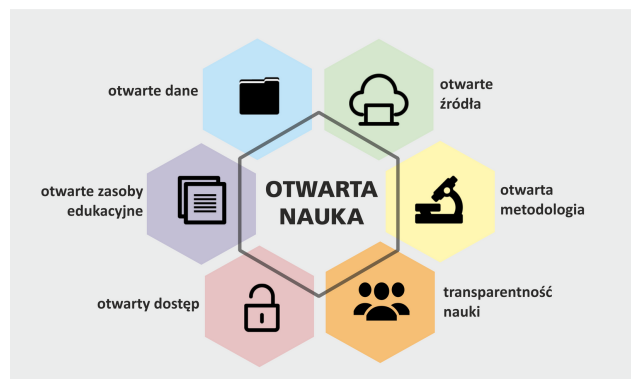 otwarte dane
otwarte
źródła
otwarte zasoby
edukacyjne
OTWARTA
NAUKA
otwarta
metodologia
otwarty dostęp
transparentność
nauki